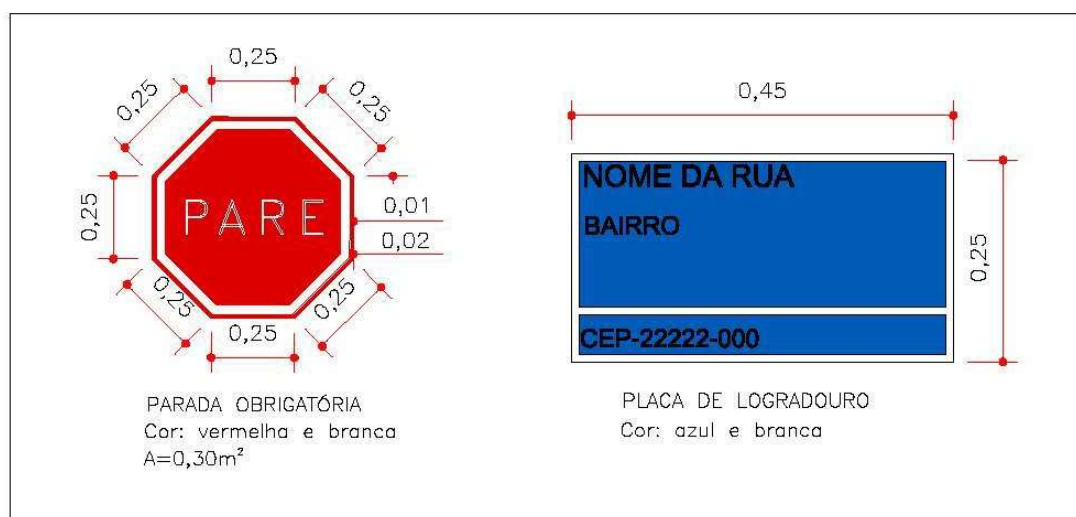 0,25
0,25
0,25
0,25
PARE
0,01
0,02
0,25
0,25
0,25
PARADA OBRIGATÓRIA
Cor: vermelha e branca
A=0,30m²
0,45
NOME DA RUA
BAIRRO
0,25
CEP-22222-000
PLACA DE LOGRADOURO
Cor: azul e branca